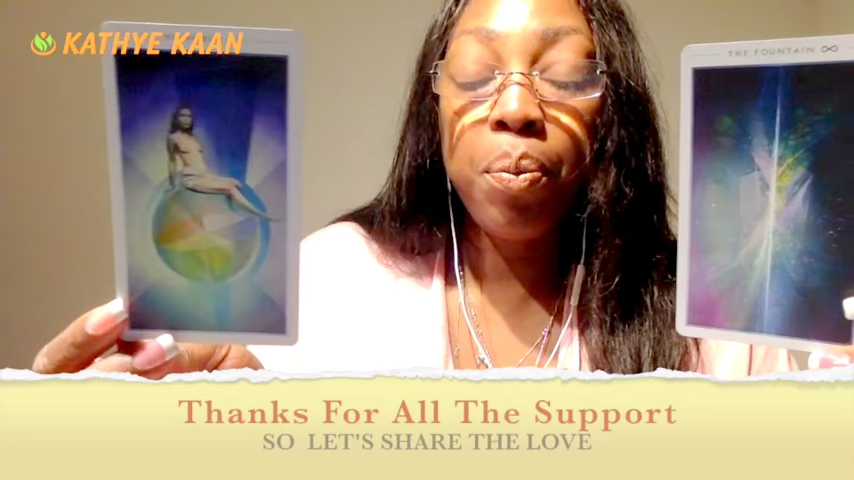 KATHYE KAAN
THE FOUNTAIN ∞
Thanks For All The Support
SO LET'S SHARE THE LOVE